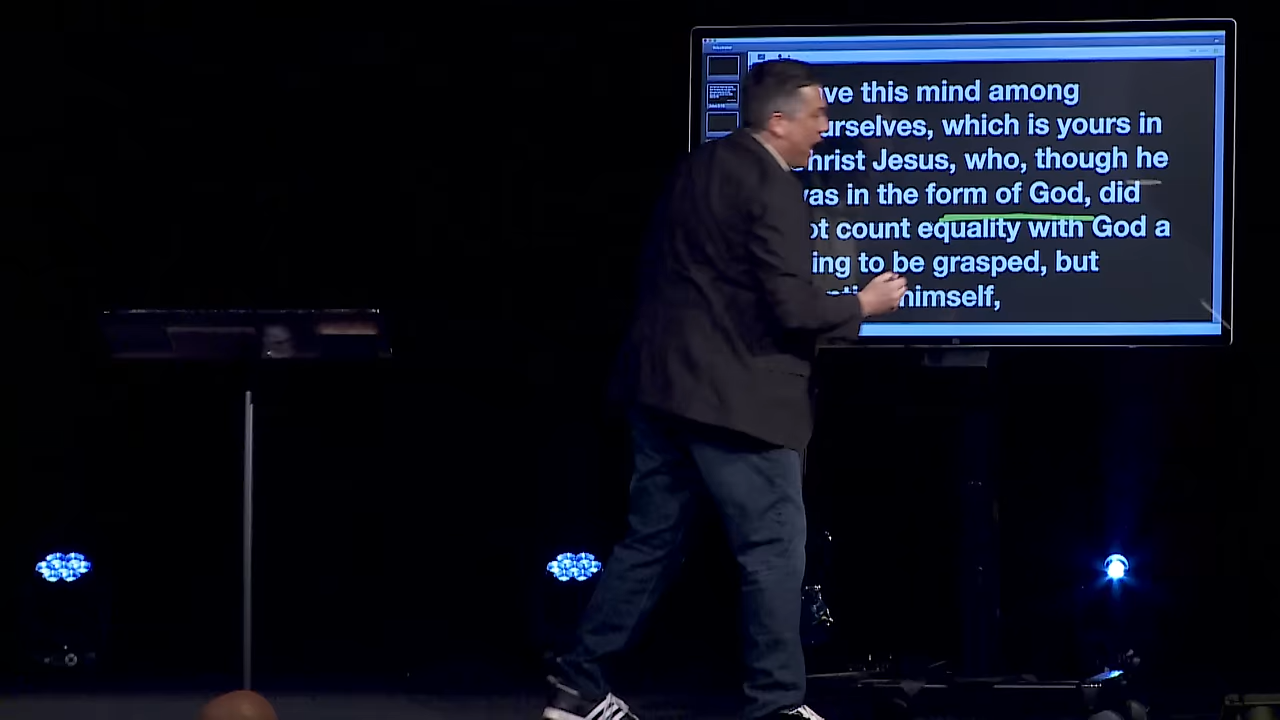 ve this mind among
urselves, which is yours in
hrist Jesus, who, though he
as in the form of God, did
ot count equality with God a
ing to be grasped, but
himself,